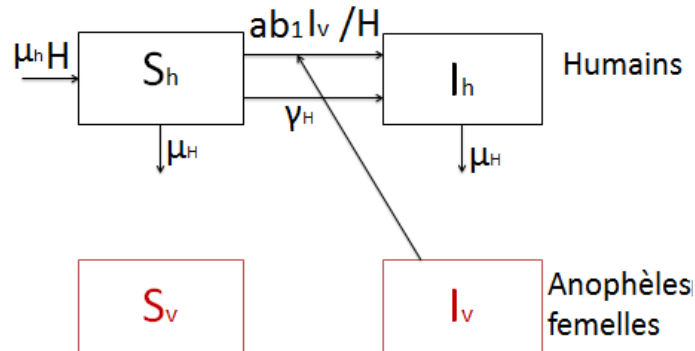 ab₁Iᵥ/H
μₕH
Sₕ
Iₕ
Humains
γH
μH
μH
Sᵥ
Iᵥ
Anophèles
femelles